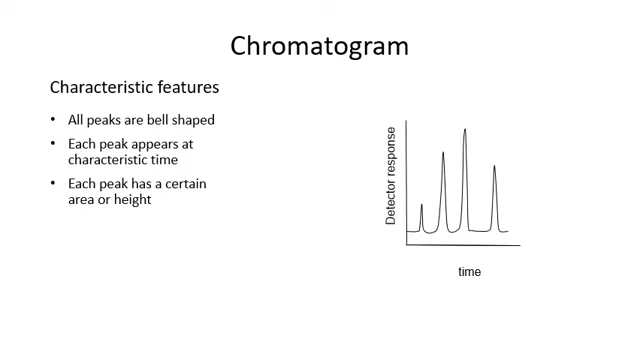 Chromatogram
Characteristic features
• All peaks are bell shaped
• Each peak appears at
characteristic time
• Each peak has a certain
area or height
Detector response
time